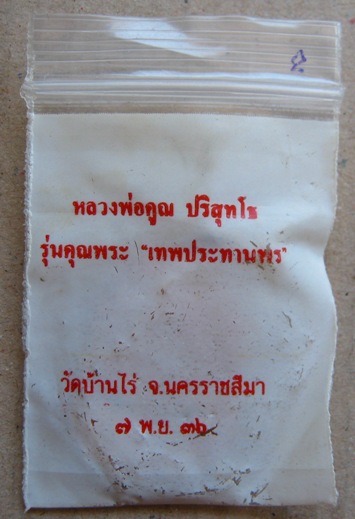 หลวงพ่อคูณ ปริสุทโธ
รุ่นคุณพระ "เทพประทานพร"
วัดบ้านไร่ จ.นครราชสีมา
๗ พ.ย. ๓๖